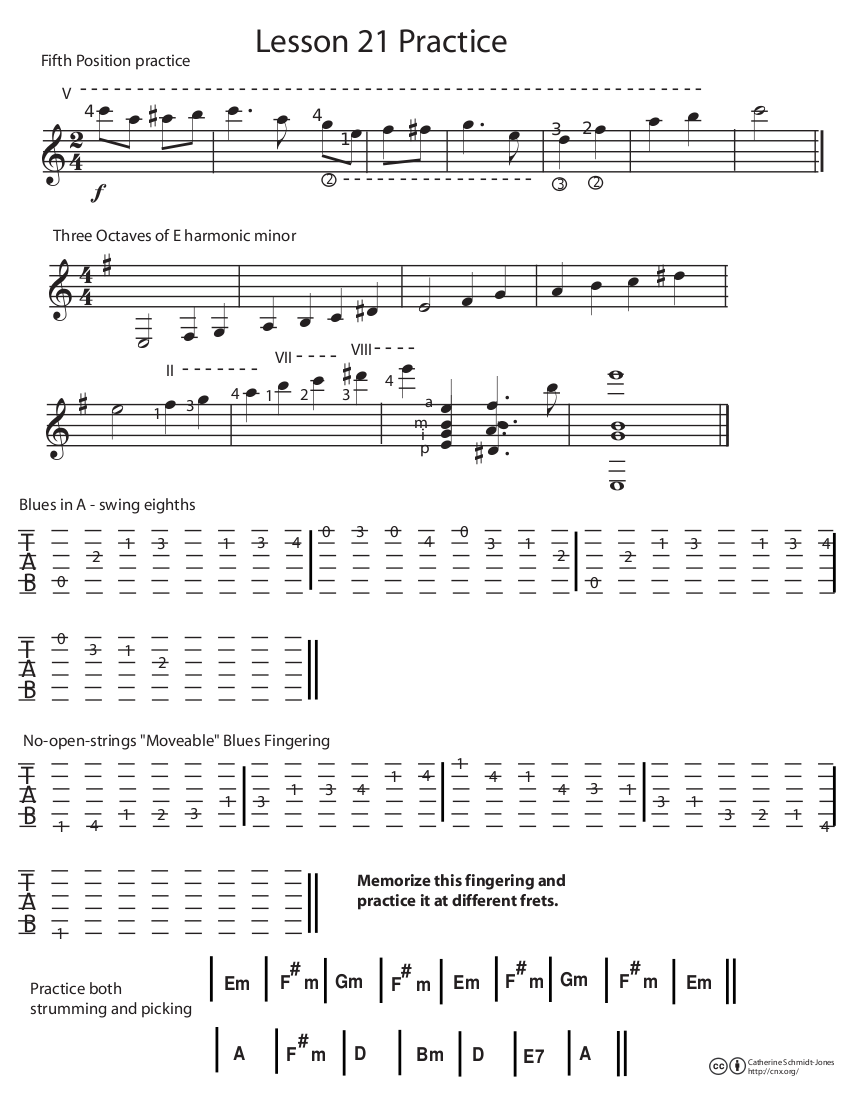 Lesson 21 Practice
Fifth Position practice
V
4 4 1 3 2
2 4
f
2 3 2
Three Octaves of E harmonic minor
4 4
II VII VIII
1 3 4 1 2 3 4
a
m
i
p
Blues in A - swing eighths
T A B
0 2 1 3 1 3 4 0 3 0 4 0 3 1 2 0 2 1 3 1 3 4
T A B
0 3 1 2
No-open-strings "Moveable" Blues Fingering
T A B
1 4 1 2 3 1 3 1 3 4 1 4 1 4 1 4 3 1 3 1 3 2 1 4
T A B
1
Memorize this fingering and
practice it at different frets.
Practice both
strumming and picking
Em F# m Gm F# m Em F# m Gm F# m Em
A F# m D Bm D E7 A
cc
Catherine Schmidt-Jones
http://cnx.org/